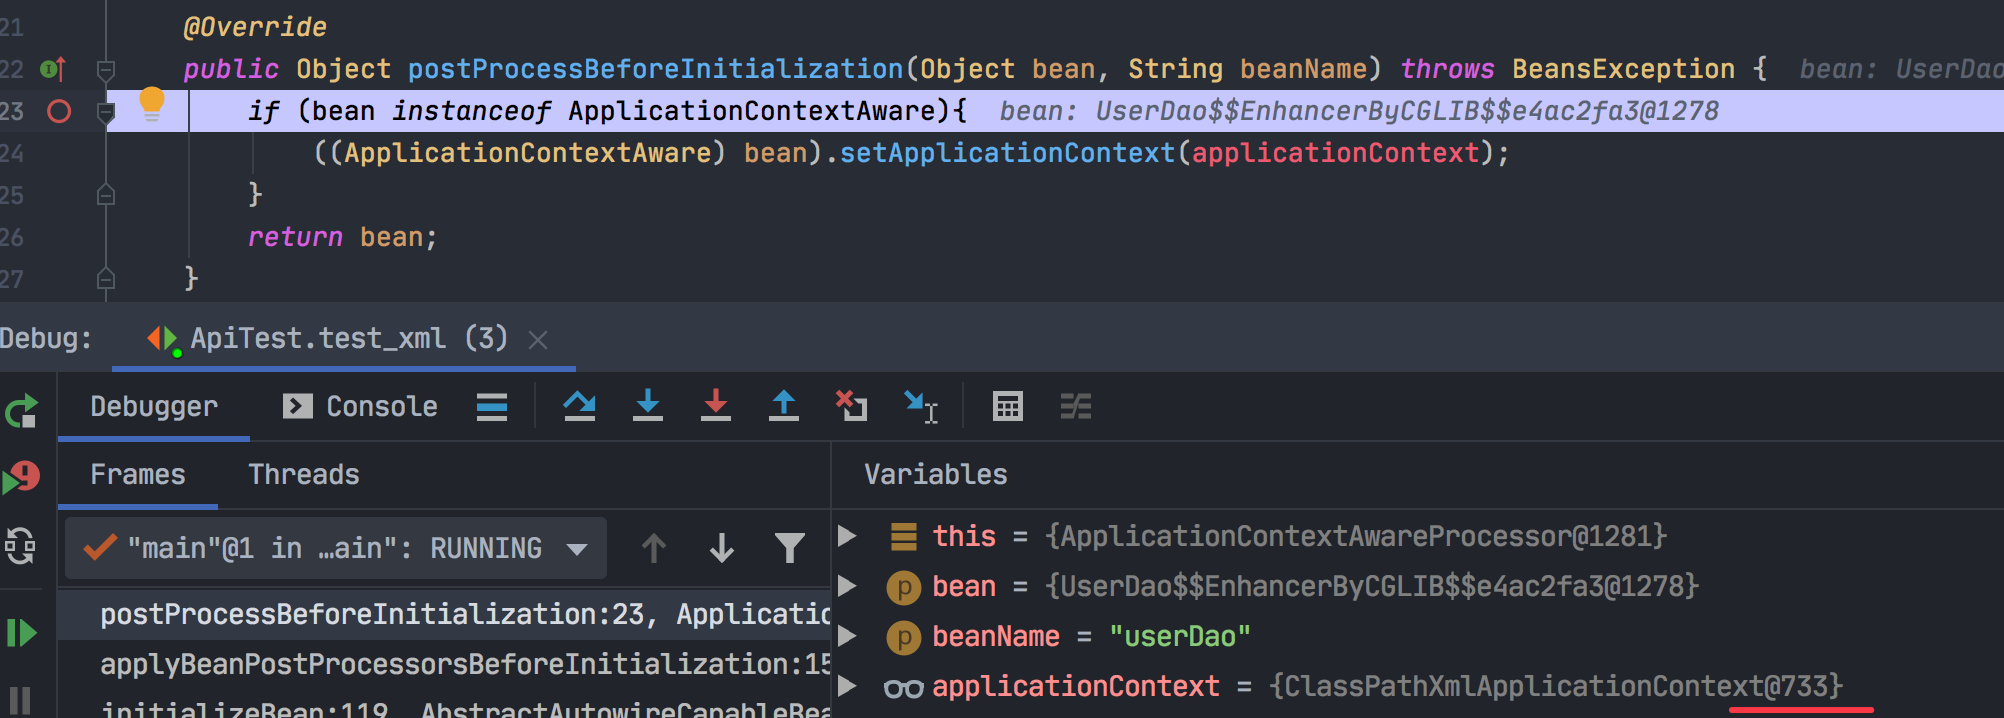 21 @Override
22 public Object postProcessBeforeInitialization(Object bean, String beanName) throws BeansException { bean: UserDao
23 if (bean instanceof ApplicationContextAware){ bean: UserDao$$EnhancerByCGLIB$$e4ac2fa3@1278
24 ((ApplicationContextAware) bean).setApplicationContext(applicationContext);
25 }
26 return bean;
27 }
Debug: ApiTest.test_xml (3)
Debugger Console
Frames Threads Variables
"main"@1 in …ain": RUNNING
this = {ApplicationContextAwareProcessor@1281}
bean = {UserDao$$EnhancerByCGLIB$$e4ac2fa3@1278}
beanName = "userDao"
applicationContext = {ClassPathXmlApplicationContext@733}
postProcessBeforeInitialization:23, Applicatio
applyBeanPostProcessorsBeforeInitialization:15
initializeBean:119, AbstractAutowireCapableBea